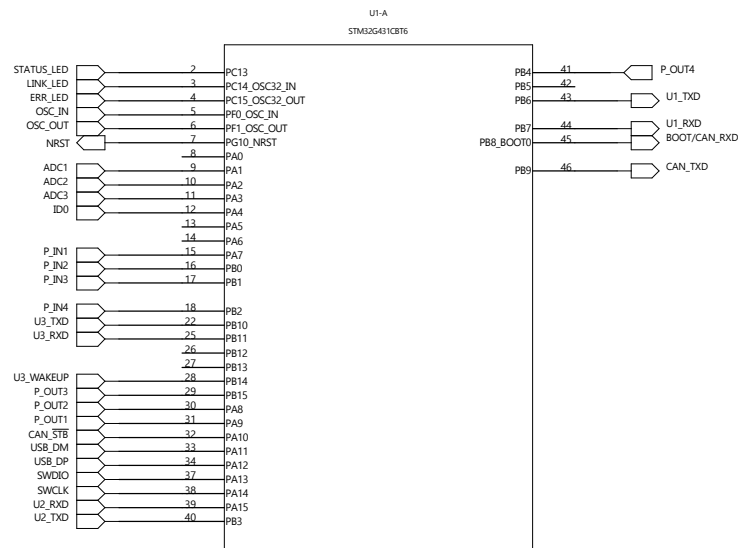 U1-A
STM32G431CBT6
STATUS_LED 2 PC13
LINK_LED 3 PC14_OSC32_IN
ERR_LED 4 PC15_OSC32_OUT
OSC_IN 5 PF0_OSC_IN
OSC_OUT 6 PF1_OSC_OUT
NRST 7 PG10_NRST
8 PA0
ADC1 9 PA1
ADC2 10 PA2
ADC3 11 PA3
ID0 12 PA4
13 PA5
14 PA6
P_IN1 15 PA7
P_IN2 16 PB0
P_IN3 17 PB1
P_IN4 18 PB2
U3_TXD 22 PB10
U3_RXD 25 PB11
26 PB12
27 PB13
U3_WAKEUP 28 PB14
P_OUT3 29 PB15
P_OUT2 30 PA8
P_OUT1 31 PA9
CAN_STB 32 PA10
USB_DM 33 PA11
USB_DP 34 PA12
SWDIO 37 PA13
SWCLK 38 PA14
U2_RXD 39 PA15
U2_TXD 40 PB3
PB4 41 P_OUT4
PB5 42
PB6 43 U1_TXD
PB7 44 U1_RXD
PB8_BOOT0 45 BOOT/CAN_RXD
PB9 46 CAN_TXD